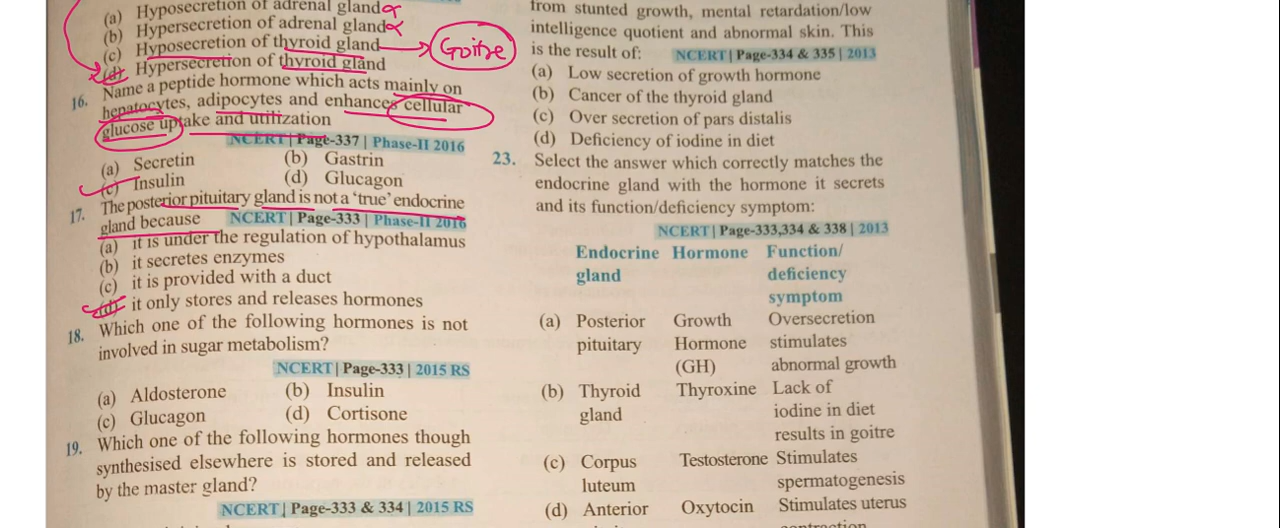 (a) Hyposecretion of adrenal gland
(b) Hypersecretion of adrenal gland
(c) Hyposecretion of thyroid gland
Goitre
(d) Hypersecretion of thyroid gland
16. Name a peptide hormone which acts mainly on
hepatocytes, adipocytes and enhances cellular
glucose uptake and utilization
NCERT | Page-337 | Phase-II 2016
(a) Secretin (b) Gastrin
(c) Insulin (d) Glucagon
17. The posterior pituitary gland is not a 'true' endocrine
gland because NCERT | Page-333 | Phase-II 2016
(a) it is under the regulation of hypothalamus
(b) it secretes enzymes
(c) it is provided with a duct
(d) it only stores and releases hormones
18. Which one of the following hormones is not
involved in sugar metabolism?
NCERT | Page-333 | 2015 RS
(a) Aldosterone (b) Insulin
(c) Glucagon (d) Cortisone
19. Which one of the following hormones though
synthesised elsewhere is stored and released
by the master gland?
NCERT | Page-333 & 334 | 2015 RS
from stunted growth, mental retardation/low
intelligence quotient and abnormal skin. This
is the result of: NCERT | Page-334 & 335 | 2013
(a) Low secretion of growth hormone
(b) Cancer of the thyroid gland
(c) Over secretion of pars distalis
(d) Deficiency of iodine in diet
23. Select the answer which correctly matches the
endocrine gland with the hormone it secretes
and its function/deficiency symptom:
NCERT | Page-333,334 & 338 | 2013
Endocrine Hormone Function/
gland deficiency
symptom
(a) Posterior Growth Oversecretion
pituitary Hormone stimulates
(GH) abnormal growth
(b) Thyroid Thyroxine Lack of
gland iodine in diet
results in goitre
(c) Corpus Testosterone Stimulates
luteum spermatogenesis
(d) Anterior Oxytocin Stimulates uterus